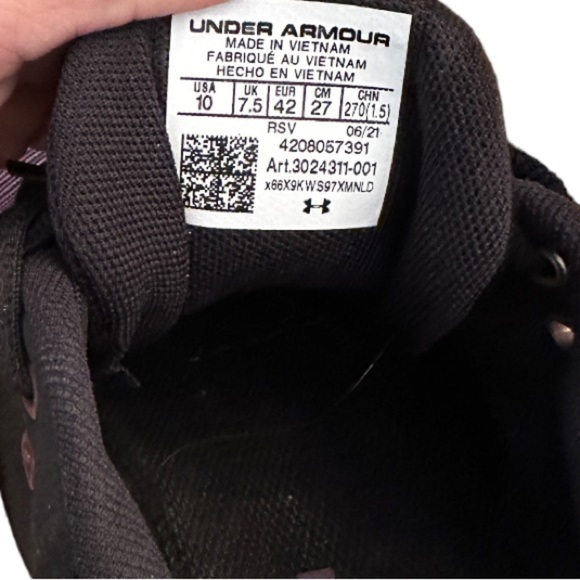 UNDER ARMOUR
MADE IN VIETNAM
FABRIQUÉ AU VIETNAM
HECHO EN VIETNAM
USA UK EUR CM CHN
10 7.5 42 27 270(1.5)
RSV 06/21
4208057391
Art.3024311-001
x66X9KWS97XMNLD